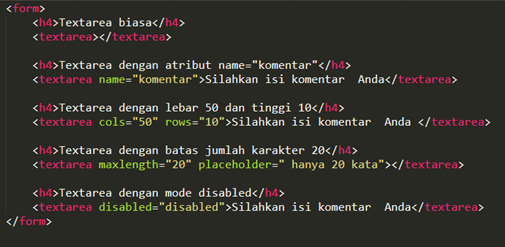 <form>
<h4>Textarea biasa</h4>
<textarea></textarea>
<h4>Textarea dengan atribut name="komentar"</h4>
<textarea name="komentar">Silahkan isi komentar  Anda</textarea>
<h4>Textarea dengan lebar 50 dan tinggi 10</h4>
<textarea cols="50" rows="10">Silahkan isi komentar  Anda </textarea>
<h4>Textarea dengan batas jumlah karakter 20</h4>
<textarea maxlength="20" placeholder=" hanya 20 kata"></textarea>
<h4>Textarea dengan mode disabled</h4>
<textarea disabled="disabled">Silahkan isi komentar  Anda</textarea>
</form>